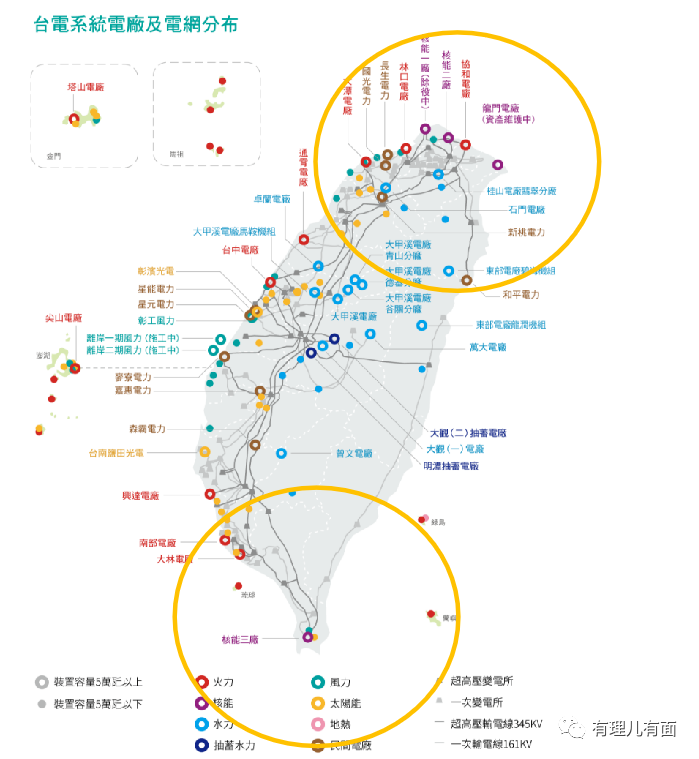 台電系統電廠及電網分布
塔山電廠
金門
馬祖
大潭電廠
國光電力
長生電力
林口電廠
核能一廠(除役中)
核能二廠
協和電廠
龍門電廠
(資產維護中)
通霄電廠
卓蘭電廠
大甲溪電廠馬鞍機組
台中電廠
彰濱光電
星能電力
星元電力
彰工風力
離岸一期風力(施工中)
離岸二期風力(施工中)
尖山電廠
澎湖
麥寮電力
嘉惠電力
森霸電力
台南鹽田光電
興達電廠
南部電廠
大林電廠
琉球
核能三廠
桂山電廠翡翠分廠
石門電廠
新桃電力
大甲溪電廠
青山分廠
大甲溪電廠
德基分廠
大甲溪電廠
谷關分廠
大甲溪電廠
東部電廠碧海機組
和平電力
東部電廠龍澗機組
萬大電廠
大觀(二)抽蓄電廠
大觀(一)電廠
明潭抽蓄電廠
曾文電廠
綠島
蘭嶼
裝置容量5萬瓩以上
裝置容量5萬瓩以下
火力
核能
水力
抽蓄水力
風力
太陽能
地熱
民間電廠
超高壓變電所
一次變電所
超高壓輸電線345KV
一次輸電線161KV
有理儿有面